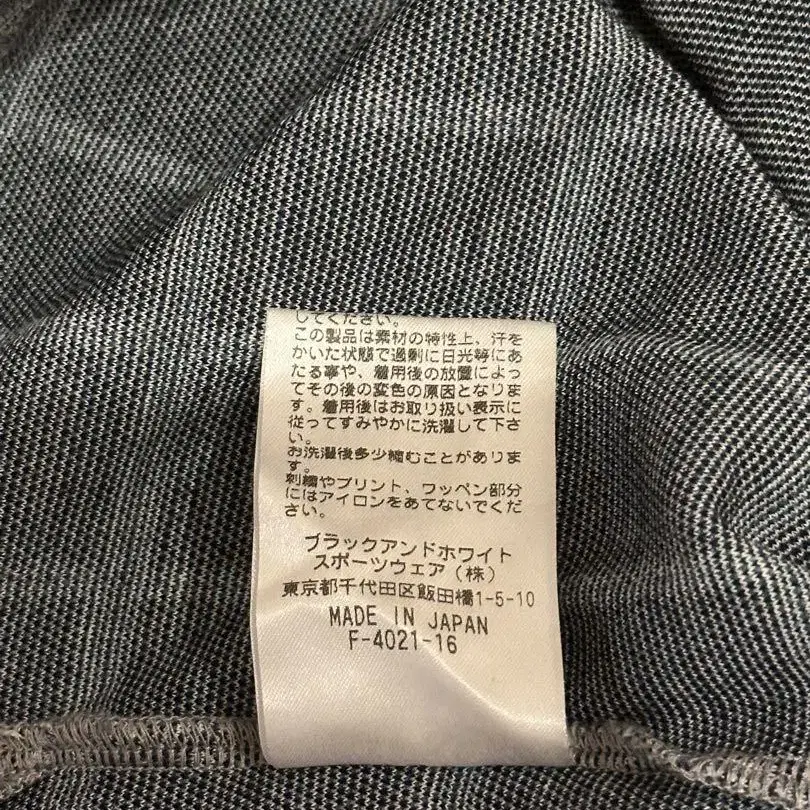 してください。
この製品は素材の特性上、汗を
かいた状態で過剰に日光等にあ
たる事や、着用後の放置によっ
てその後の変色の原因となりま
す。着用後はお取り扱い表示に
従ってすみやかに洗濯して下さ
い。
お洗濯後多少縮むことがありま
す。
刺繍やプリント、ワッペン部分
にはアイロンをあてないでくだ
さい。
ブラックアンドホワイト
スポーツウェア(株)
東京都千代田区飯田橋1-5-10
MADE IN JAPAN
F-4021-16